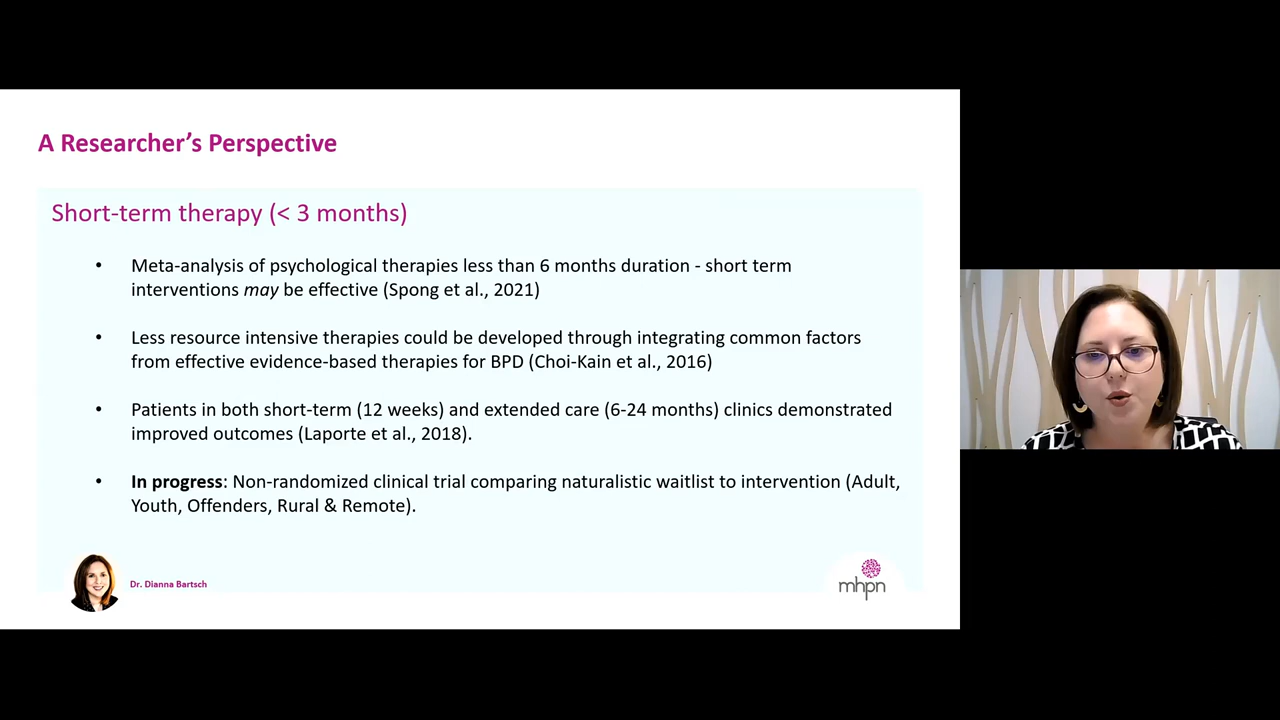 A Researcher’s Perspective
Short-term therapy (< 3 months)
• Meta-analysis of psychological therapies less than 6 months duration - short term
interventions may be effective (Spong et al., 2021)
• Less resource intensive therapies could be developed through integrating common factors
from effective evidence-based therapies for BPD (Choi-Kain et al., 2016)
• Patients in both short-term (12 weeks) and extended care (6-24 months) clinics demonstrated
improved outcomes (Laporte et al., 2018).
• In progress: Non-randomized clinical trial comparing naturalistic waitlist to intervention (Adult,
Youth, Offenders, Rural & Remote).
Dr. Dianna Bartsch
mhpn